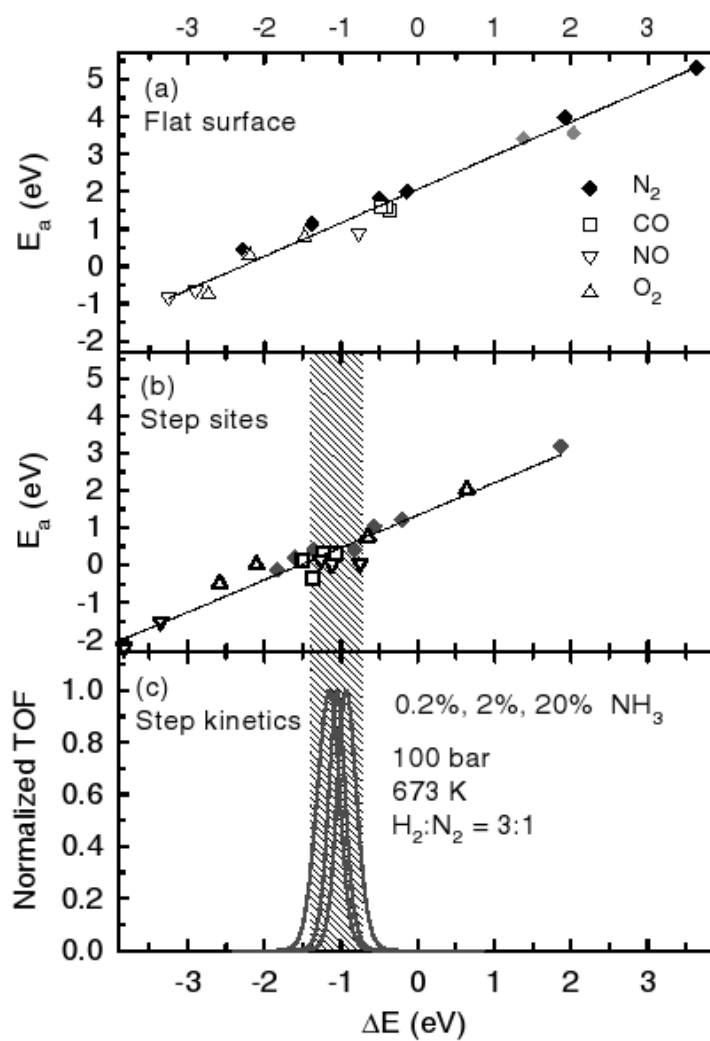 -3 -2 -1 0 1 2 3
(a)
Flat surface
5
4
3
2
1
0
-1
-2
Eₐ (eV)
N₂
CO
NO
O₂
(b)
Step sites
5
4
3
2
1
0
-1
-2
Eₐ (eV)
(c)
Step kinetics
0.2%, 2%, 20% NH₃
100 bar
673 K
H₂:N₂ = 3:1
1.0
0.8
0.6
0.4
0.2
0.0
Normalized TOF
-3 -2 -1 0 1 2 3
ΔE (eV)